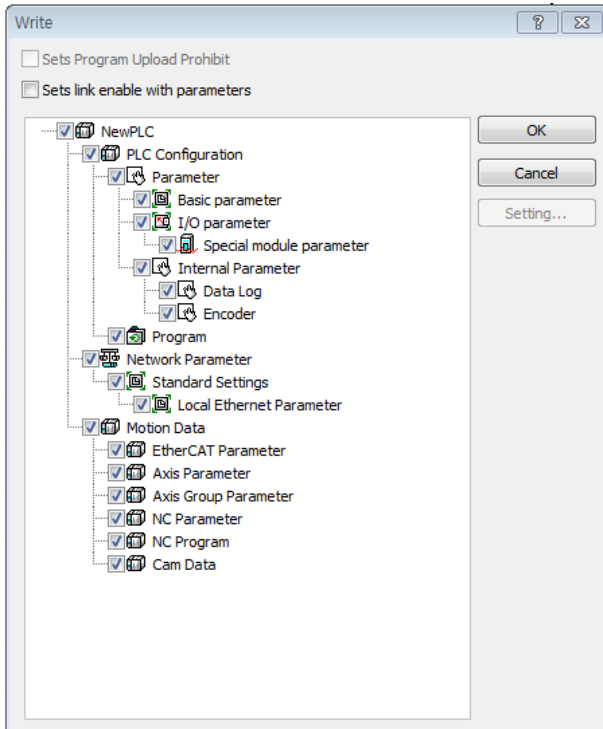 Write
Sets Program Upload Prohibit
Sets link enable with parameters
NewPLC
OK
PLC Configuration
Parameter
Cancel
Basic parameter
I/O parameter
Setting...
Special module parameter
Internal Parameter
Data Log
Encoder
Program
Network Parameter
Standard Settings
Local Ethernet Parameter
Motion Data
EtherCAT Parameter
Axis Parameter
Axis Group Parameter
NC Parameter
NC Program
Cam Data